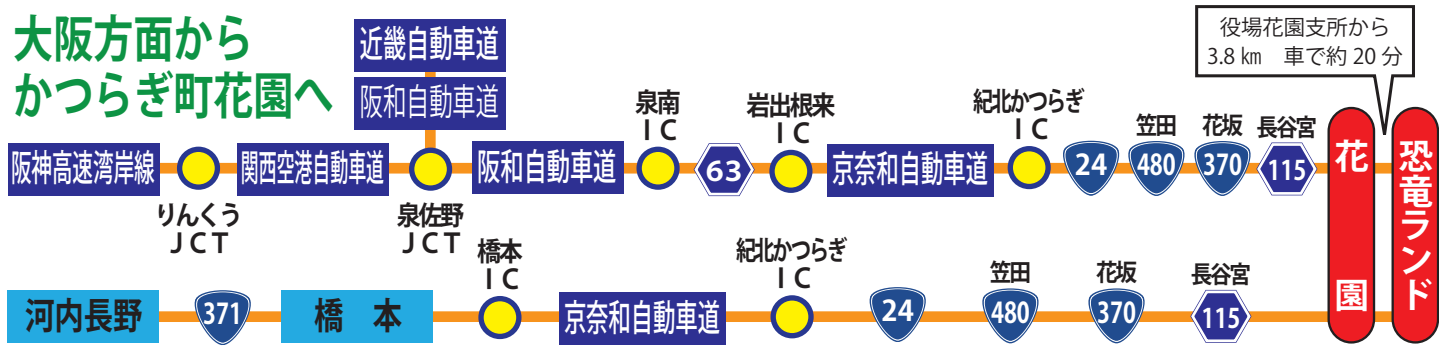 大阪方面から
かつらぎ町花園へ
近畿自動車道
阪和自動車道
役場花園支所から
3.8 ㎞　車で約 20 分
阪神高速湾岸線
りんくう
JCT
関西空港自動車道
泉佐野
JCT
阪和自動車道
泉南
IC
63
岩出根来
IC
京奈和自動車道
紀北かつらぎ
IC
24
笠田
480
花坂
370
長谷宮
115
花園
恐竜ランド
河内長野
371
橋　本
橋本
IC
京奈和自動車道
紀北かつらぎ
IC
24
笠田
480
花坂
370
長谷宮
115